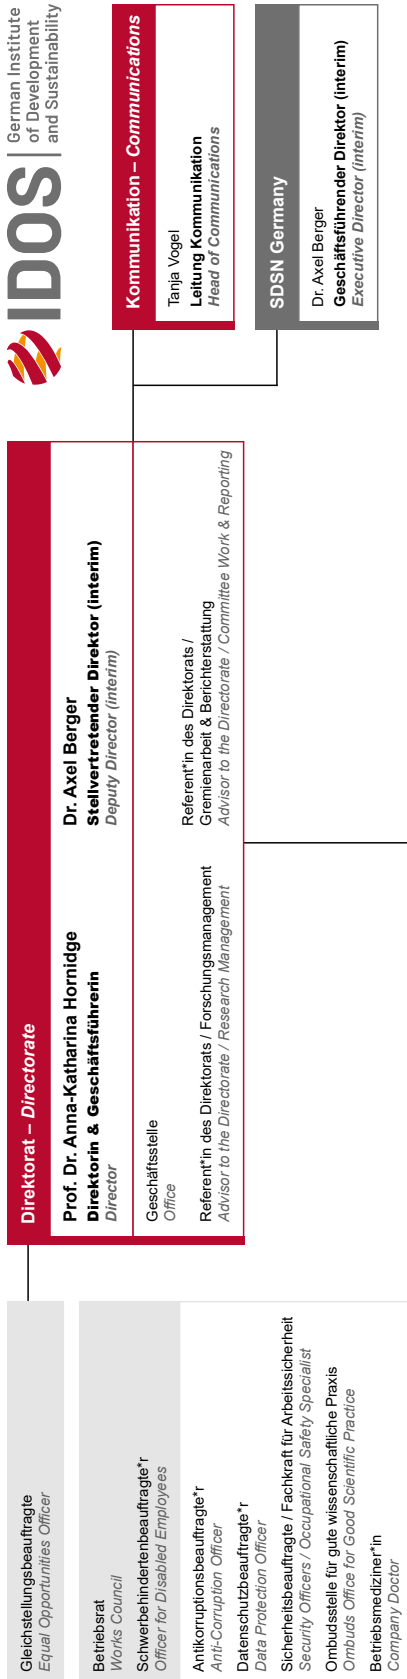 Gleichstellungsbeauftragte
Equal Opportunities Officer
Betriebsrat
Works Council
Schwerbehindertenbeauftragte*r
Officer for Disabled Employees
Antikorruptionsbeauftragte*r
Anti-Corruption Officer
Datenschutzbeauftragte*r
Data Protection Officer
Sicherheitsbeauftragte / Fachkraft für Arbeitssicherheit
Security Officers / Occupational Safety Specialist
Ombudsstelle für gute wissenschaftliche Praxis
Ombuds Office for Good Scientific Practice
Betriebsmediziner*in
Company Doctor
Direktorat – Directorate
Prof. Dr. Anna-Katharina Hornidge
Direktorin & Geschäftsführerin
Director
Dr. Axel Berger
Stellvertretender Direktor (interim)
Deputy Director (interim)
Geschäftsstelle
Office
Referent*in des Direktorats / Forschungsmanagement
Advisor to the Directorate / Research Management
Referent*in des Direktorats /
Gremienarbeit & Berichterstattung
Advisor to the Directorate / Committee Work & Reporting
IDOS
German Institute
of Development
and Sustainability
Kommunikation – Communications
Tanja Vogel
Leitung Kommunikation
Head of Communications
SDSN Germany
Dr. Axel Berger
Geschäftsführender Direktor (interim)
Executive Director (interim)